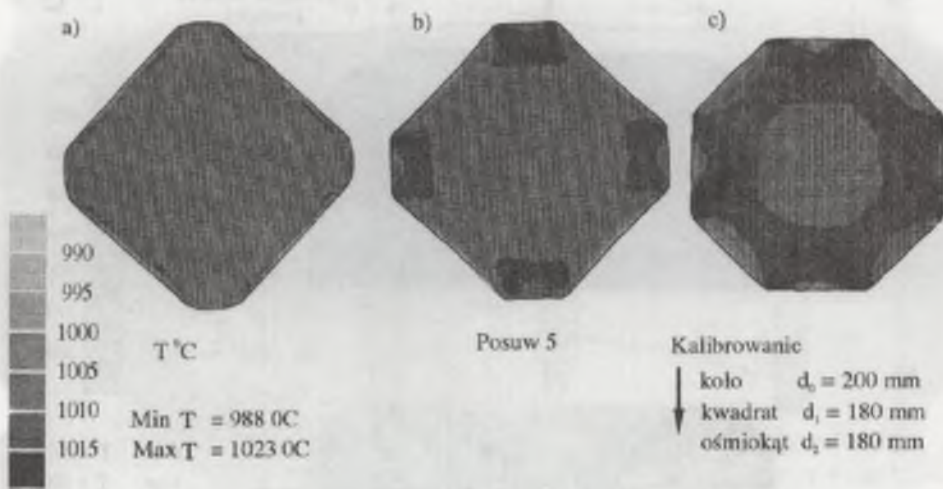 a)
b)
c)
990
995
1000
1005
1010
1015
T °C
Min T = 988 0C
Max T = 1023 0C
Posuw 5
Kalibrowanie
koło d₀ = 200 mm
kwadrat d₁ = 180 mm
ośmiokąt d₂ = 180 mm